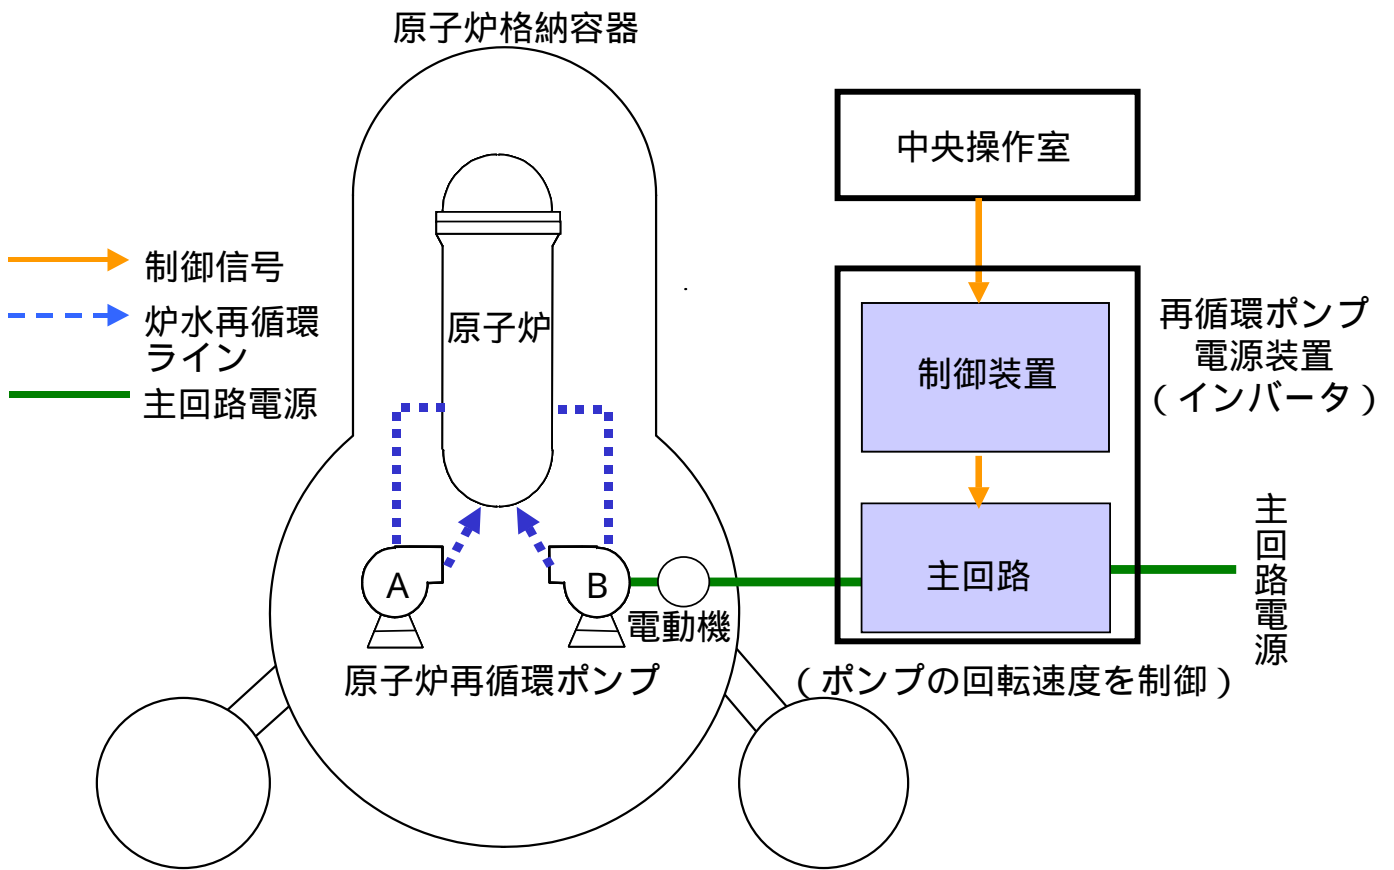 原子炉格納容器
中央操作室
制御信号
炉水再循環
ライン
主回路電源
原子炉
制御装置
再循環ポンプ
電源装置
(インバータ)
主回路
主回路電源
A
B
電動機
原子炉再循環ポンプ
(ポンプの回転速度を制御)